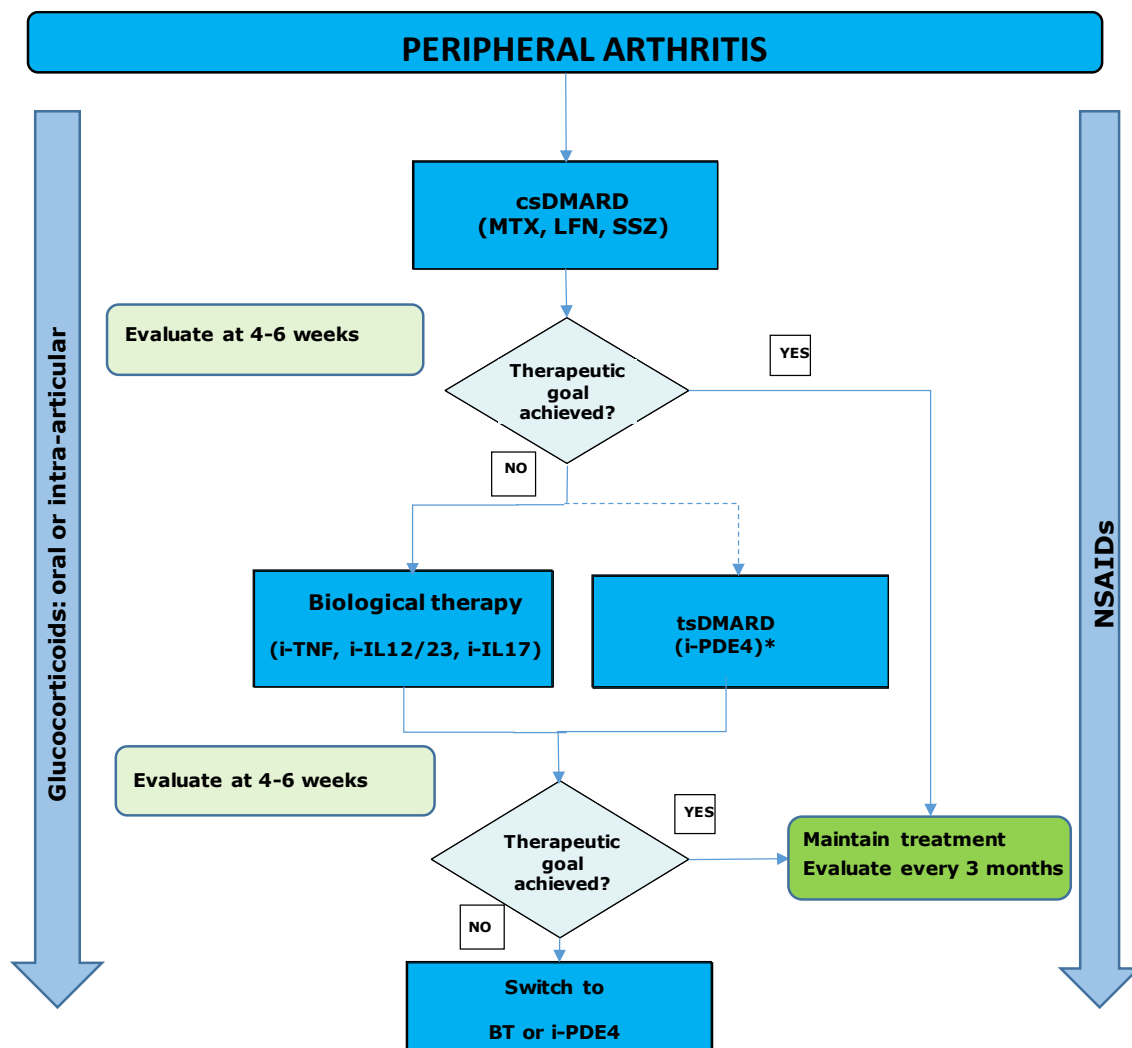 PERIPHERAL ARTHRITIS
csDMARD
(MTX, LFN, SSZ)
Evaluate at 4-6 weeks
YES
Therapeutic
goal
achieved?
NO
Glucocorticoids: oral or intra-articular
NSAIDs
Biological therapy
(i-TNF, i-IL12/23, i-IL17)
tsDMARD
(i-PDE4)*
Evaluate at 4-6 weeks
YES
Therapeutic
goal
achieved?
Maintain treatment
Evaluate every 3 months
NO
Switch to
BT or i-PDE4